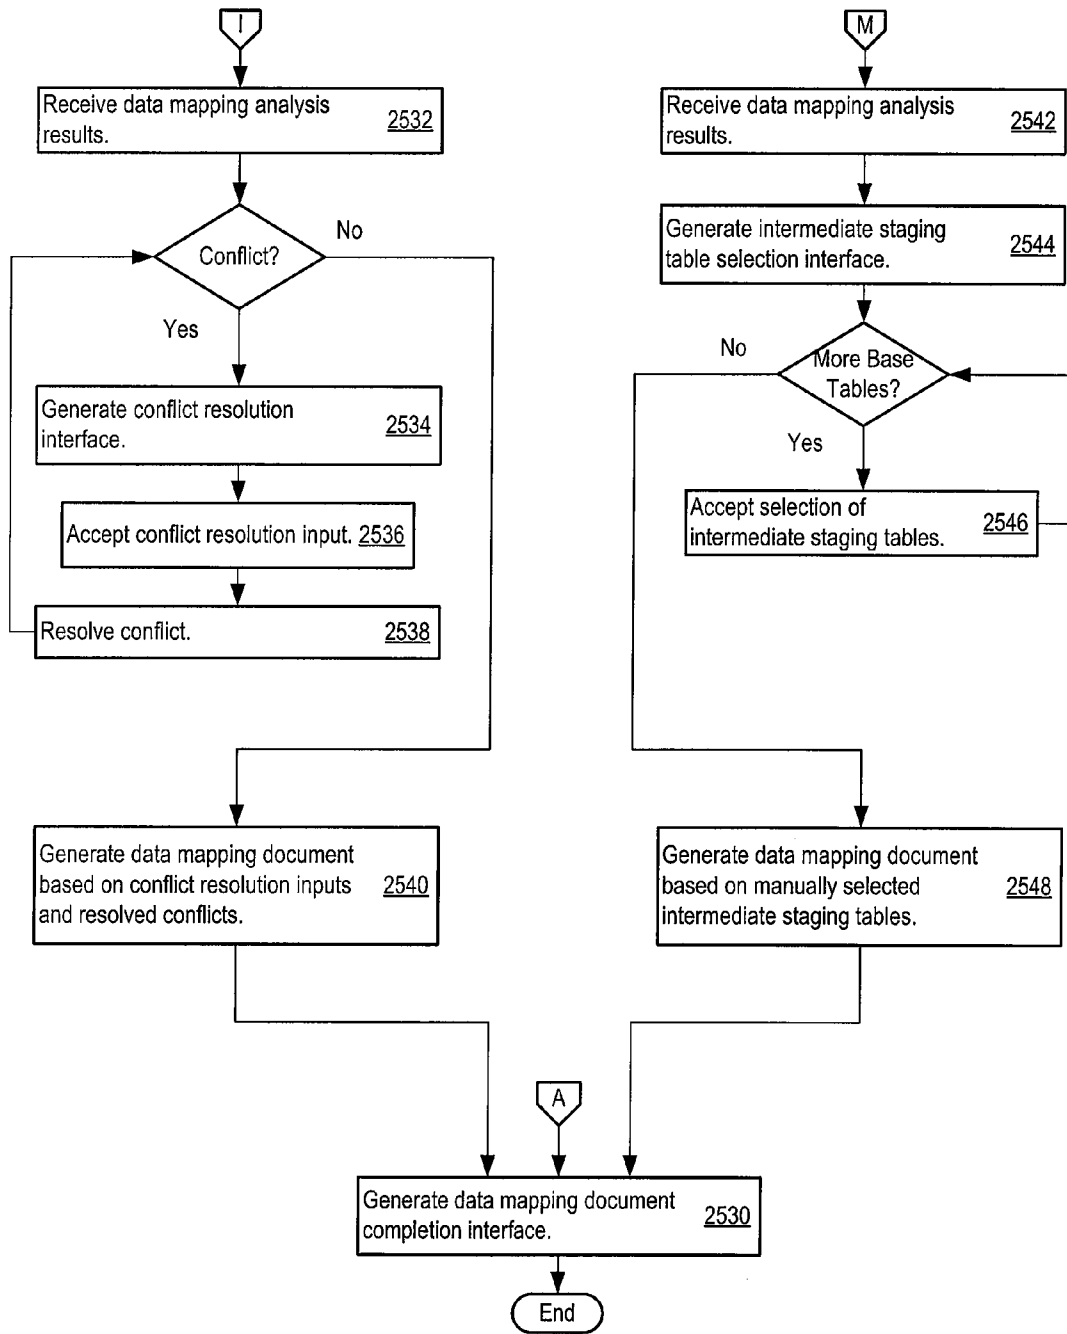 I
Receive data mapping analysis
results.
2532
Conflict?
No
Yes
Generate conflict resolution
interface.
2534
Accept conflict resolution input. 2536
Resolve conflict.
2538
Generate data mapping document
based on conflict resolution inputs
and resolved conflicts.
2540
M
Receive data mapping analysis
results.
2542
Generate intermediate staging
table selection interface.
2544
More Base
Tables?
No
Yes
Accept selection of
intermediate staging tables.
2546
Generate data mapping document
based on manually selected
intermediate staging tables.
2548
A
Generate data mapping document
completion interface.
2530
End